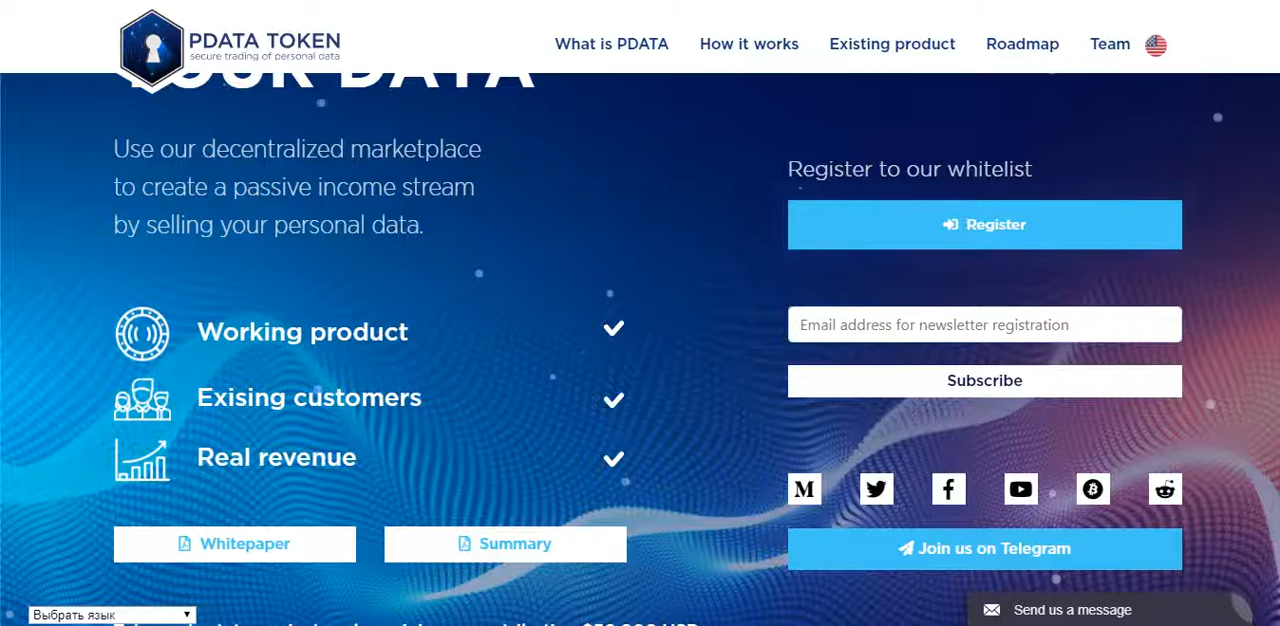 PDATA TOKEN
secure trading of personal data
What is PDATA
How it works
Existing product
Roadmap
Team
YOUR DATA
Use our decentralized marketplace
to create a passive income stream
by selling your personal data.
Working product
Exising customers
Real revenue
Whitepaper
Summary
Register to our whitelist
Register
Email address for newsletter registration
Subscribe
M
Join us on Telegram
Выбрать язык
Send us a message